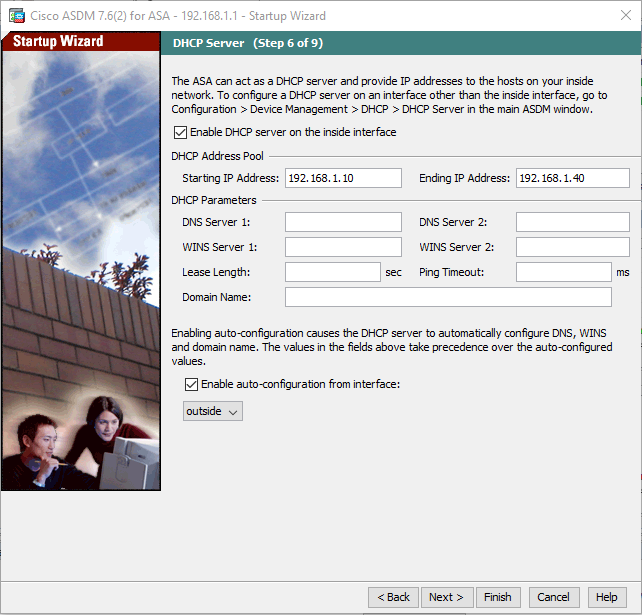 Cisco ASDM 7.6(2) for ASA - 192.168.1.1 - Startup Wizard
Startup Wizard
DHCP Server (Step 6 of 9)
The ASA can act as a DHCP server and provide IP addresses to the hosts on your inside
network. To configure a DHCP server on an interface other than the inside interface, go to
Configuration > Device Management > DHCP > DHCP Server in the main ASDM window.
Enable DHCP server on the inside interface
DHCP Address Pool
Starting IP Address: 192.168.1.10 Ending IP Address: 192.168.1.40
DHCP Parameters
DNS Server 1: DNS Server 2:
WINS Server 1: WINS Server 2:
Lease Length: sec Ping Timeout: ms
Domain Name:
Enabling auto-configuration causes the DHCP server to automatically configure DNS, WINS
and domain name. The values in the fields above take precedence over the auto-configured
values.
Enable auto-configuration from interface:
outside
< Back Next > Finish Cancel Help